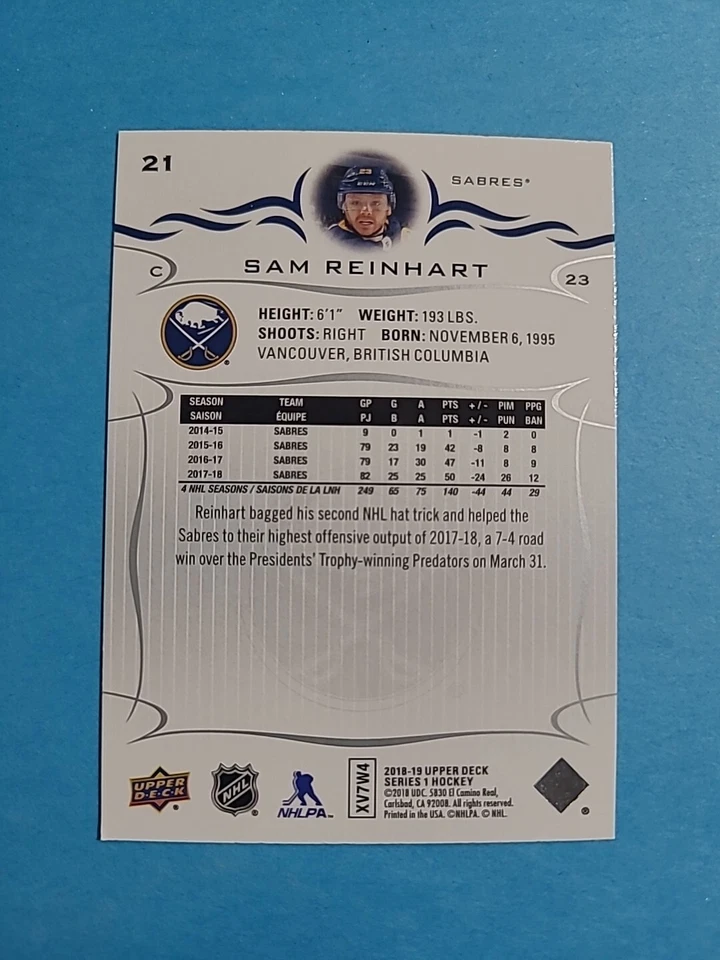 21
SABRES®
23
CCM
C
SAM REINHART
23
HEIGHT: 6'1" WEIGHT: 193 LBS.
SHOOTS: RIGHT BORN: NOVEMBER 6, 1995
VANCOUVER, BRITISH COLUMBIA
SEASON TEAM GP G A PTS +/- PIM PPG
SAISON ÉQUIPE PJ B A PTS +/- PUN BAN
2014-15 SABRES 9 0 1 1 -1 2 0
2015-16 SABRES 79 23 19 42 -8 8 8
2016-17 SABRES 79 17 30 47 -11 8 9
2017-18 SABRES 82 25 25 50 -24 26 12
4 NHL SEASONS / SAISONS DE LA LNH 249 65 75 140 -44 44 29
Reinhart bagged his second NHL hat trick and helped the
Sabres to their highest offensive output of 2017-18, a 7-4 road
win over the Presidents' Trophy-winning Predators on March 31.
UPPER
D·E·C·K
®
NHL
®
NHLPA™
XV7W4
2018-19 UPPER DECK
SERIES 1 HOCKEY
©2018 UDC. 5830 El Camino Real,
Carlsbad, CA 92008. All rights reserved.
Printed in the USA. ©NHLPA. © NHL.
®